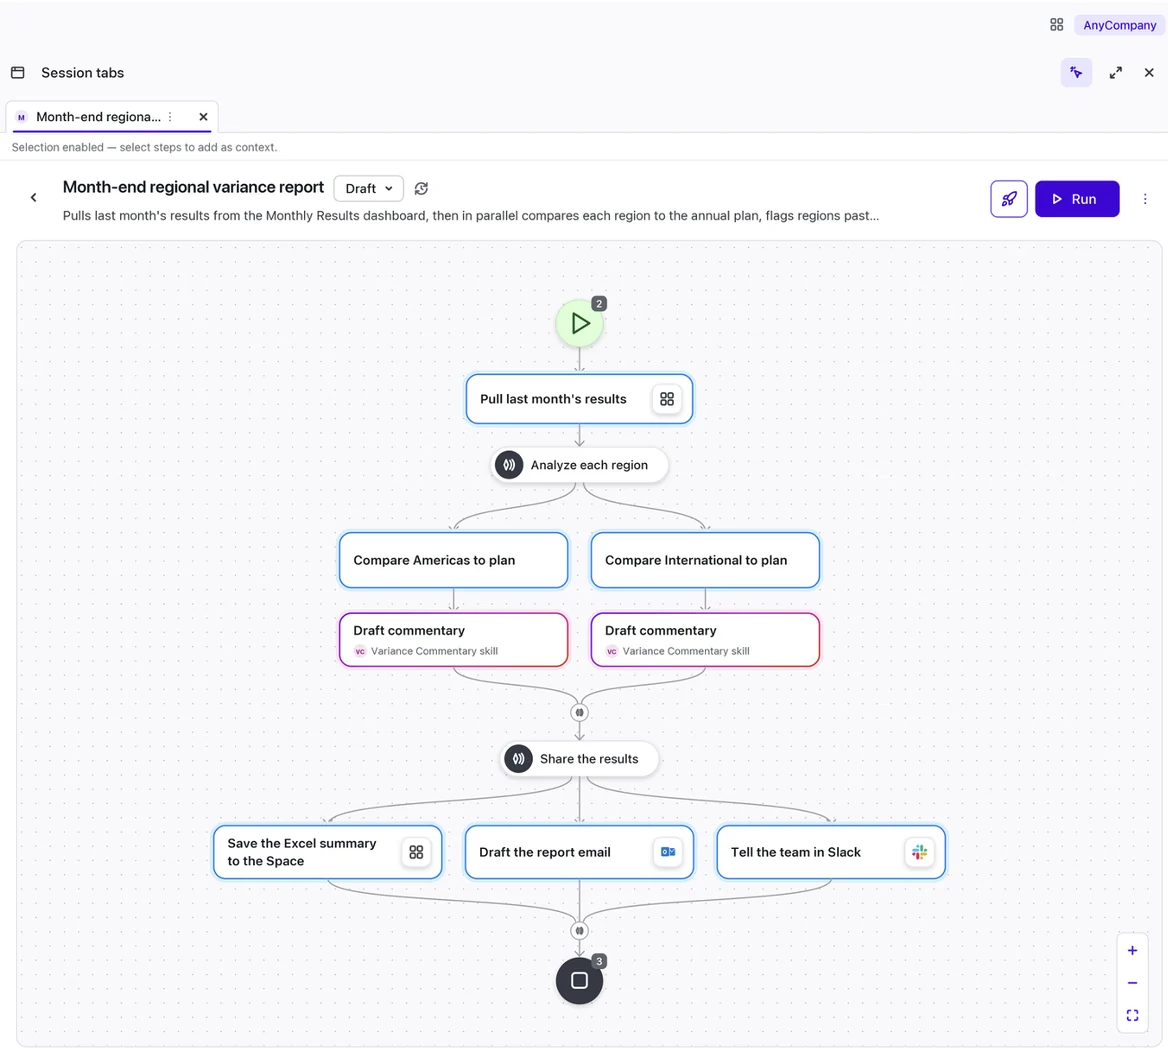 AnyCompany
Session tabs
M Month-end regiona...
Selection enabled — select steps to add as context.
Month-end regional variance report
Draft
Run
Pulls last month's results from the Monthly Results dashboard, then in parallel compares each region to the annual plan, flags regions past...
2
Pull last month's results
Analyze each region
Compare Americas to plan
Compare International to plan
Draft commentary
VC Variance Commentary skill
Draft commentary
VC Variance Commentary skill
Share the results
Save the Excel summary
to the Space
Draft the report email
Tell the team in Slack
3